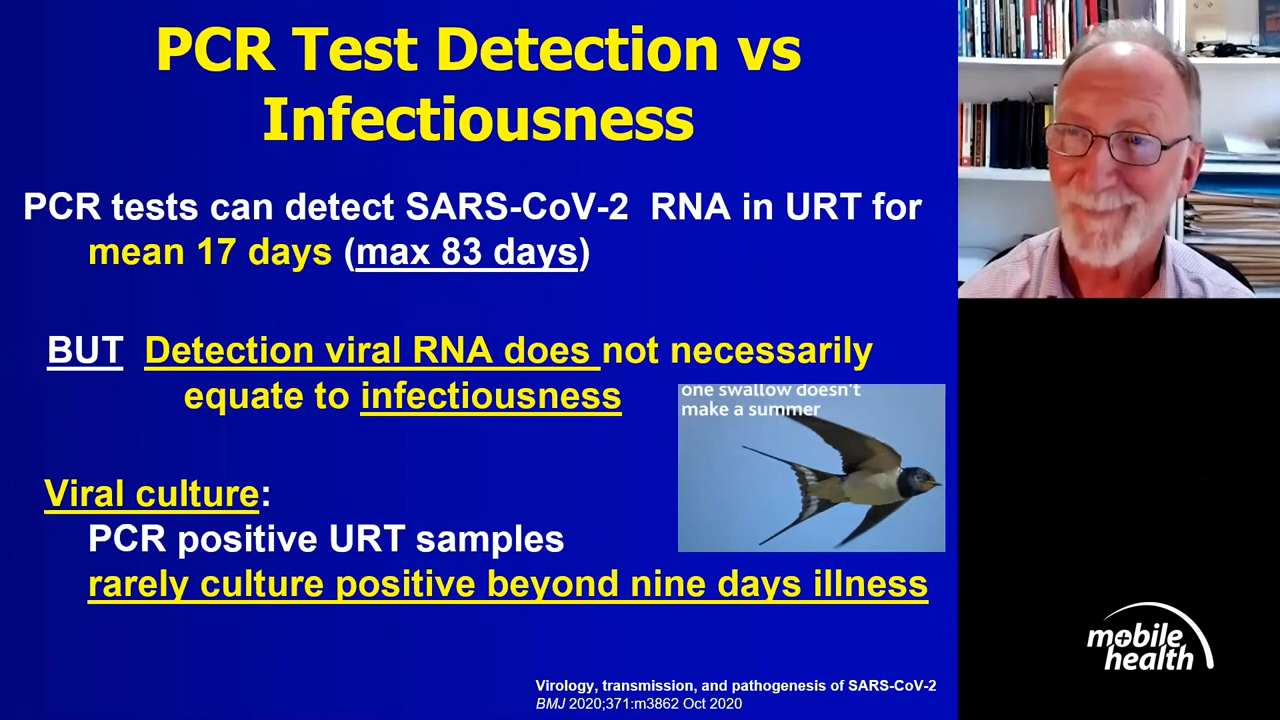 PCR Test Detection vs
Infectiousness
PCR tests can detect SARS-CoV-2 RNA in URT for
mean 17 days (max 83 days)
BUT Detection viral RNA does not necessarily
equate to infectiousness
one swallow doesn't
make a summer
Viral culture:
PCR positive URT samples
rarely culture positive beyond nine days illness
Virology, transmission, and pathogenesis of SARS-CoV-2
BMJ 2020;371:m3862 Oct 2020
mobile
health